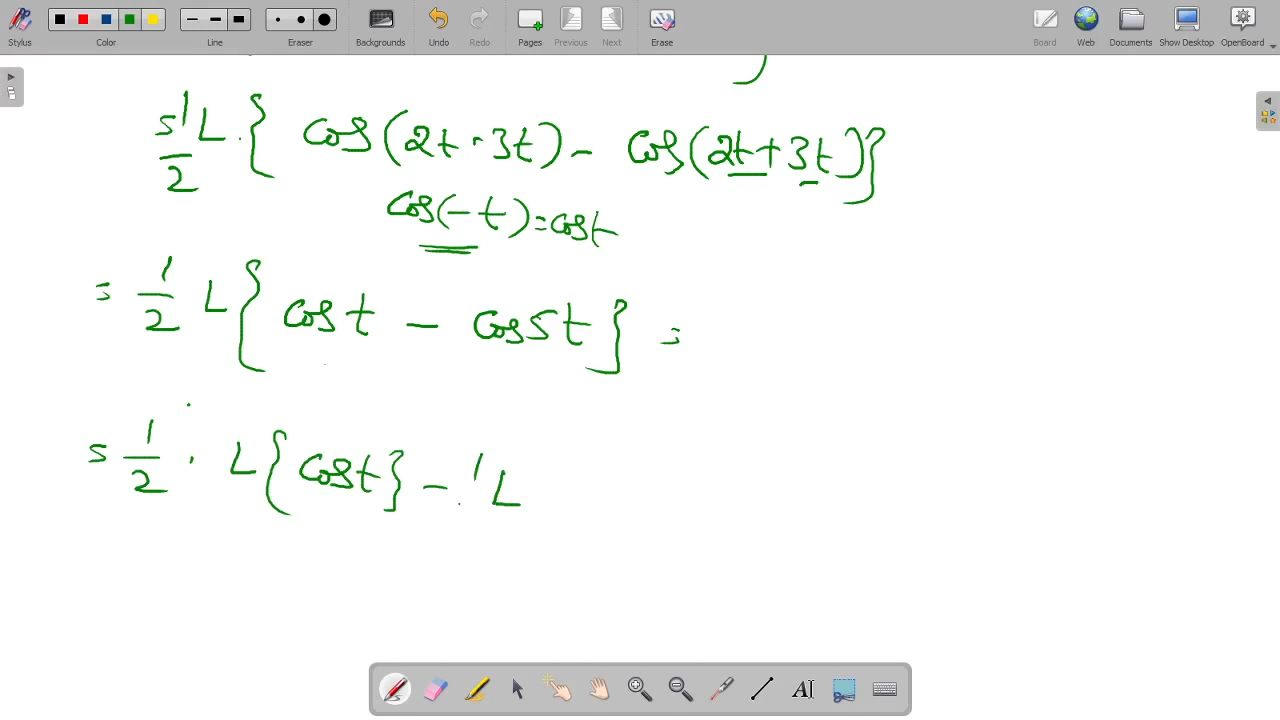 Stylus Color Line Eraser Backgrounds Undo Redo Pages Previous Next Erase Board Web Documents Show Desktop OpenBoard
= 1/2 L { cos(2t - 3t) - cos(2t + 3t) }
cos(-t) = cos t
= 1/2 L { cos t - cos 5t } =
= 1/2 . L { cos t } - 1 L